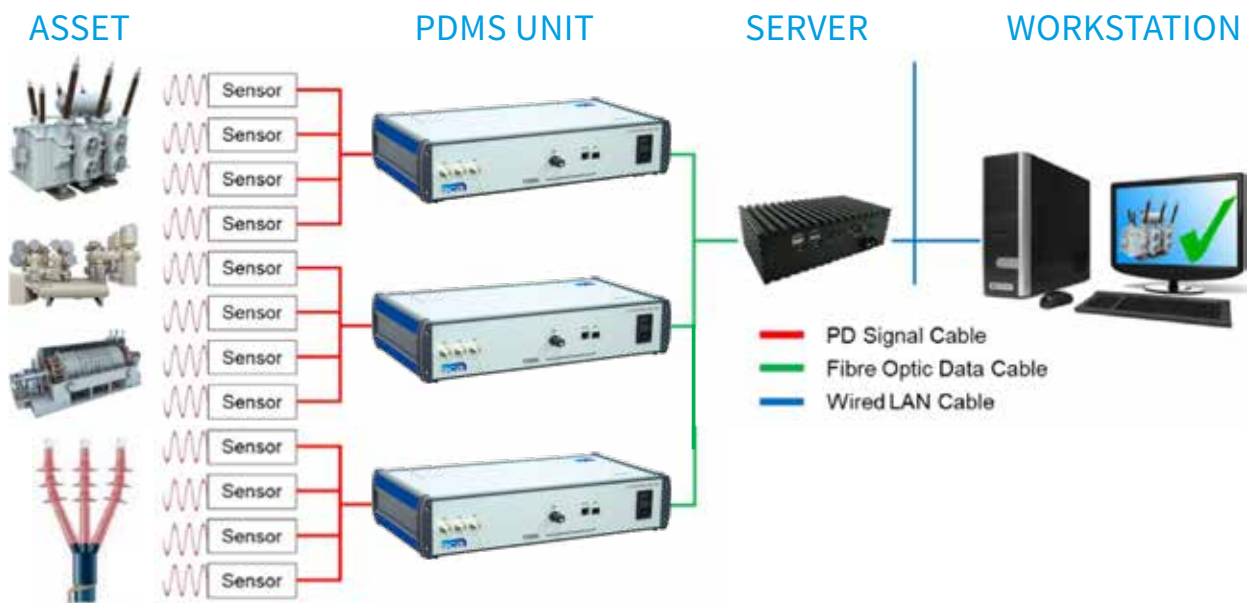 ASSET
PDMS UNIT
SERVER
WORKSTATION
Sensor
Sensor
Sensor
Sensor
Sensor
Sensor
Sensor
Sensor
Sensor
Sensor
Sensor
Sensor
PD Signal Cable
Fibre Optic Data Cable
Wired LAN Cable